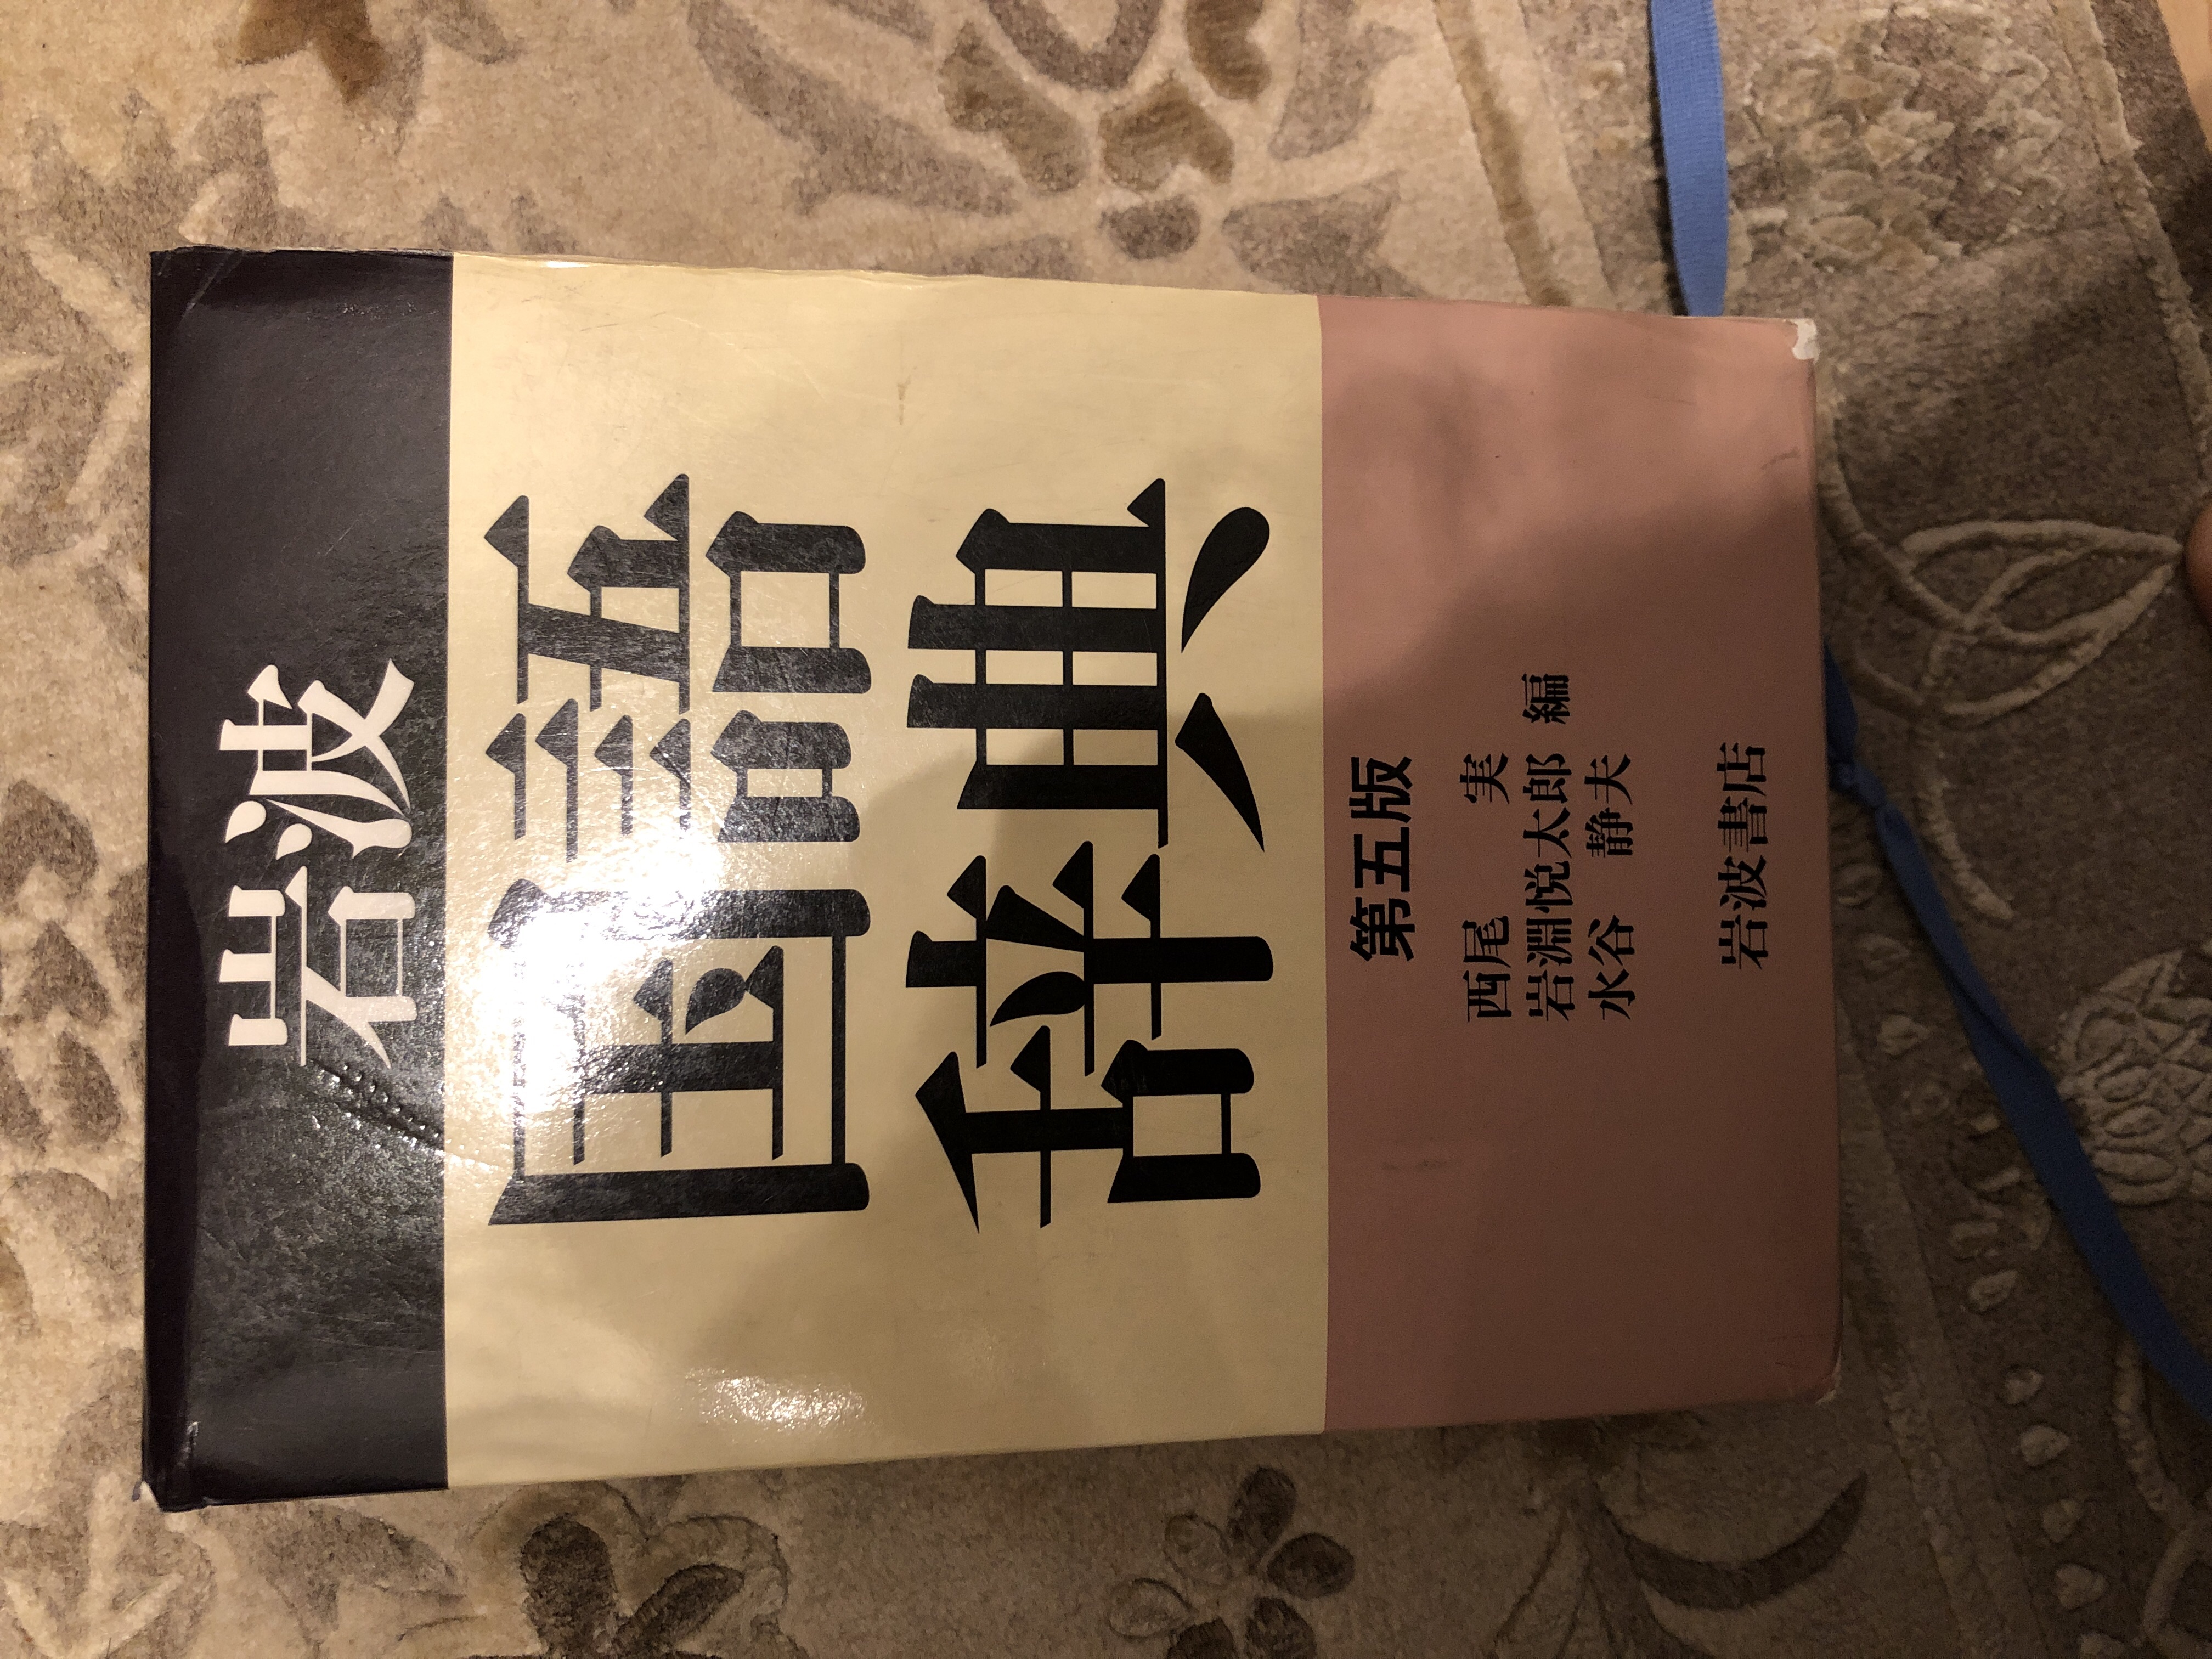 岩波
国語
辞典
第五版
西尾 実
岩淵悦太郎 編
水谷 静夫
岩波書店